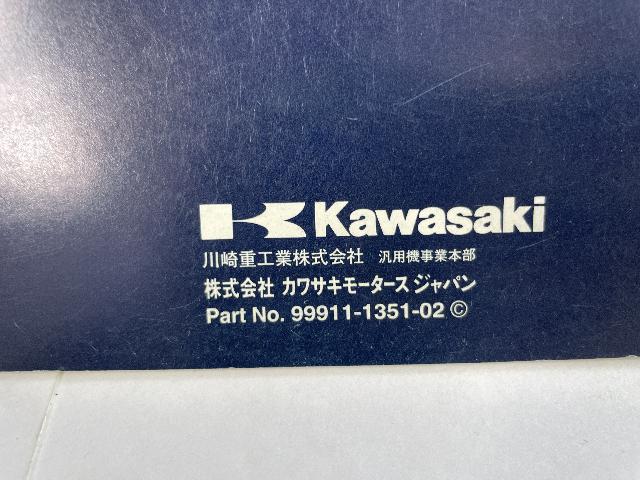 Kawasaki
川崎重工業株式会社 汎用機事業本部
株式会社 カワサキモータース ジャパン
Part No. 99911-1351-02 ©